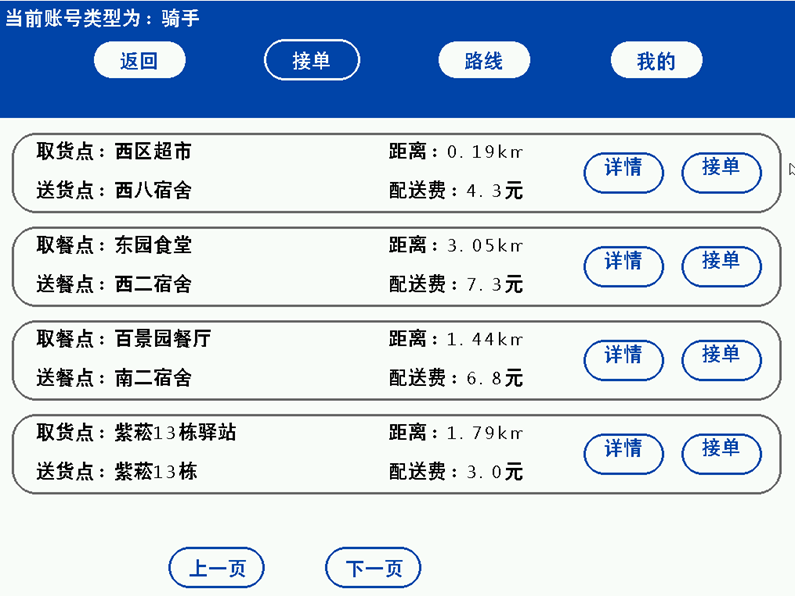 当前账号类型为：骑手
返回 接单 路线 我的
取货点：西区超市 距离：0.19km
详情 接单
送货点：西八宿舍 配送费：4.3元
取餐点：东园食堂 距离：3.05km
详情 接单
送餐点：西二宿舍 配送费：7.3元
取餐点：百景园餐厅 距离：1.44km
详情 接单
送餐点：南二宿舍 配送费：6.8元
取货点：紫菘13栋驿站 距离：1.79km
详情 接单
送货点：紫菘13栋 配送费：3.0元
上一页 下一页